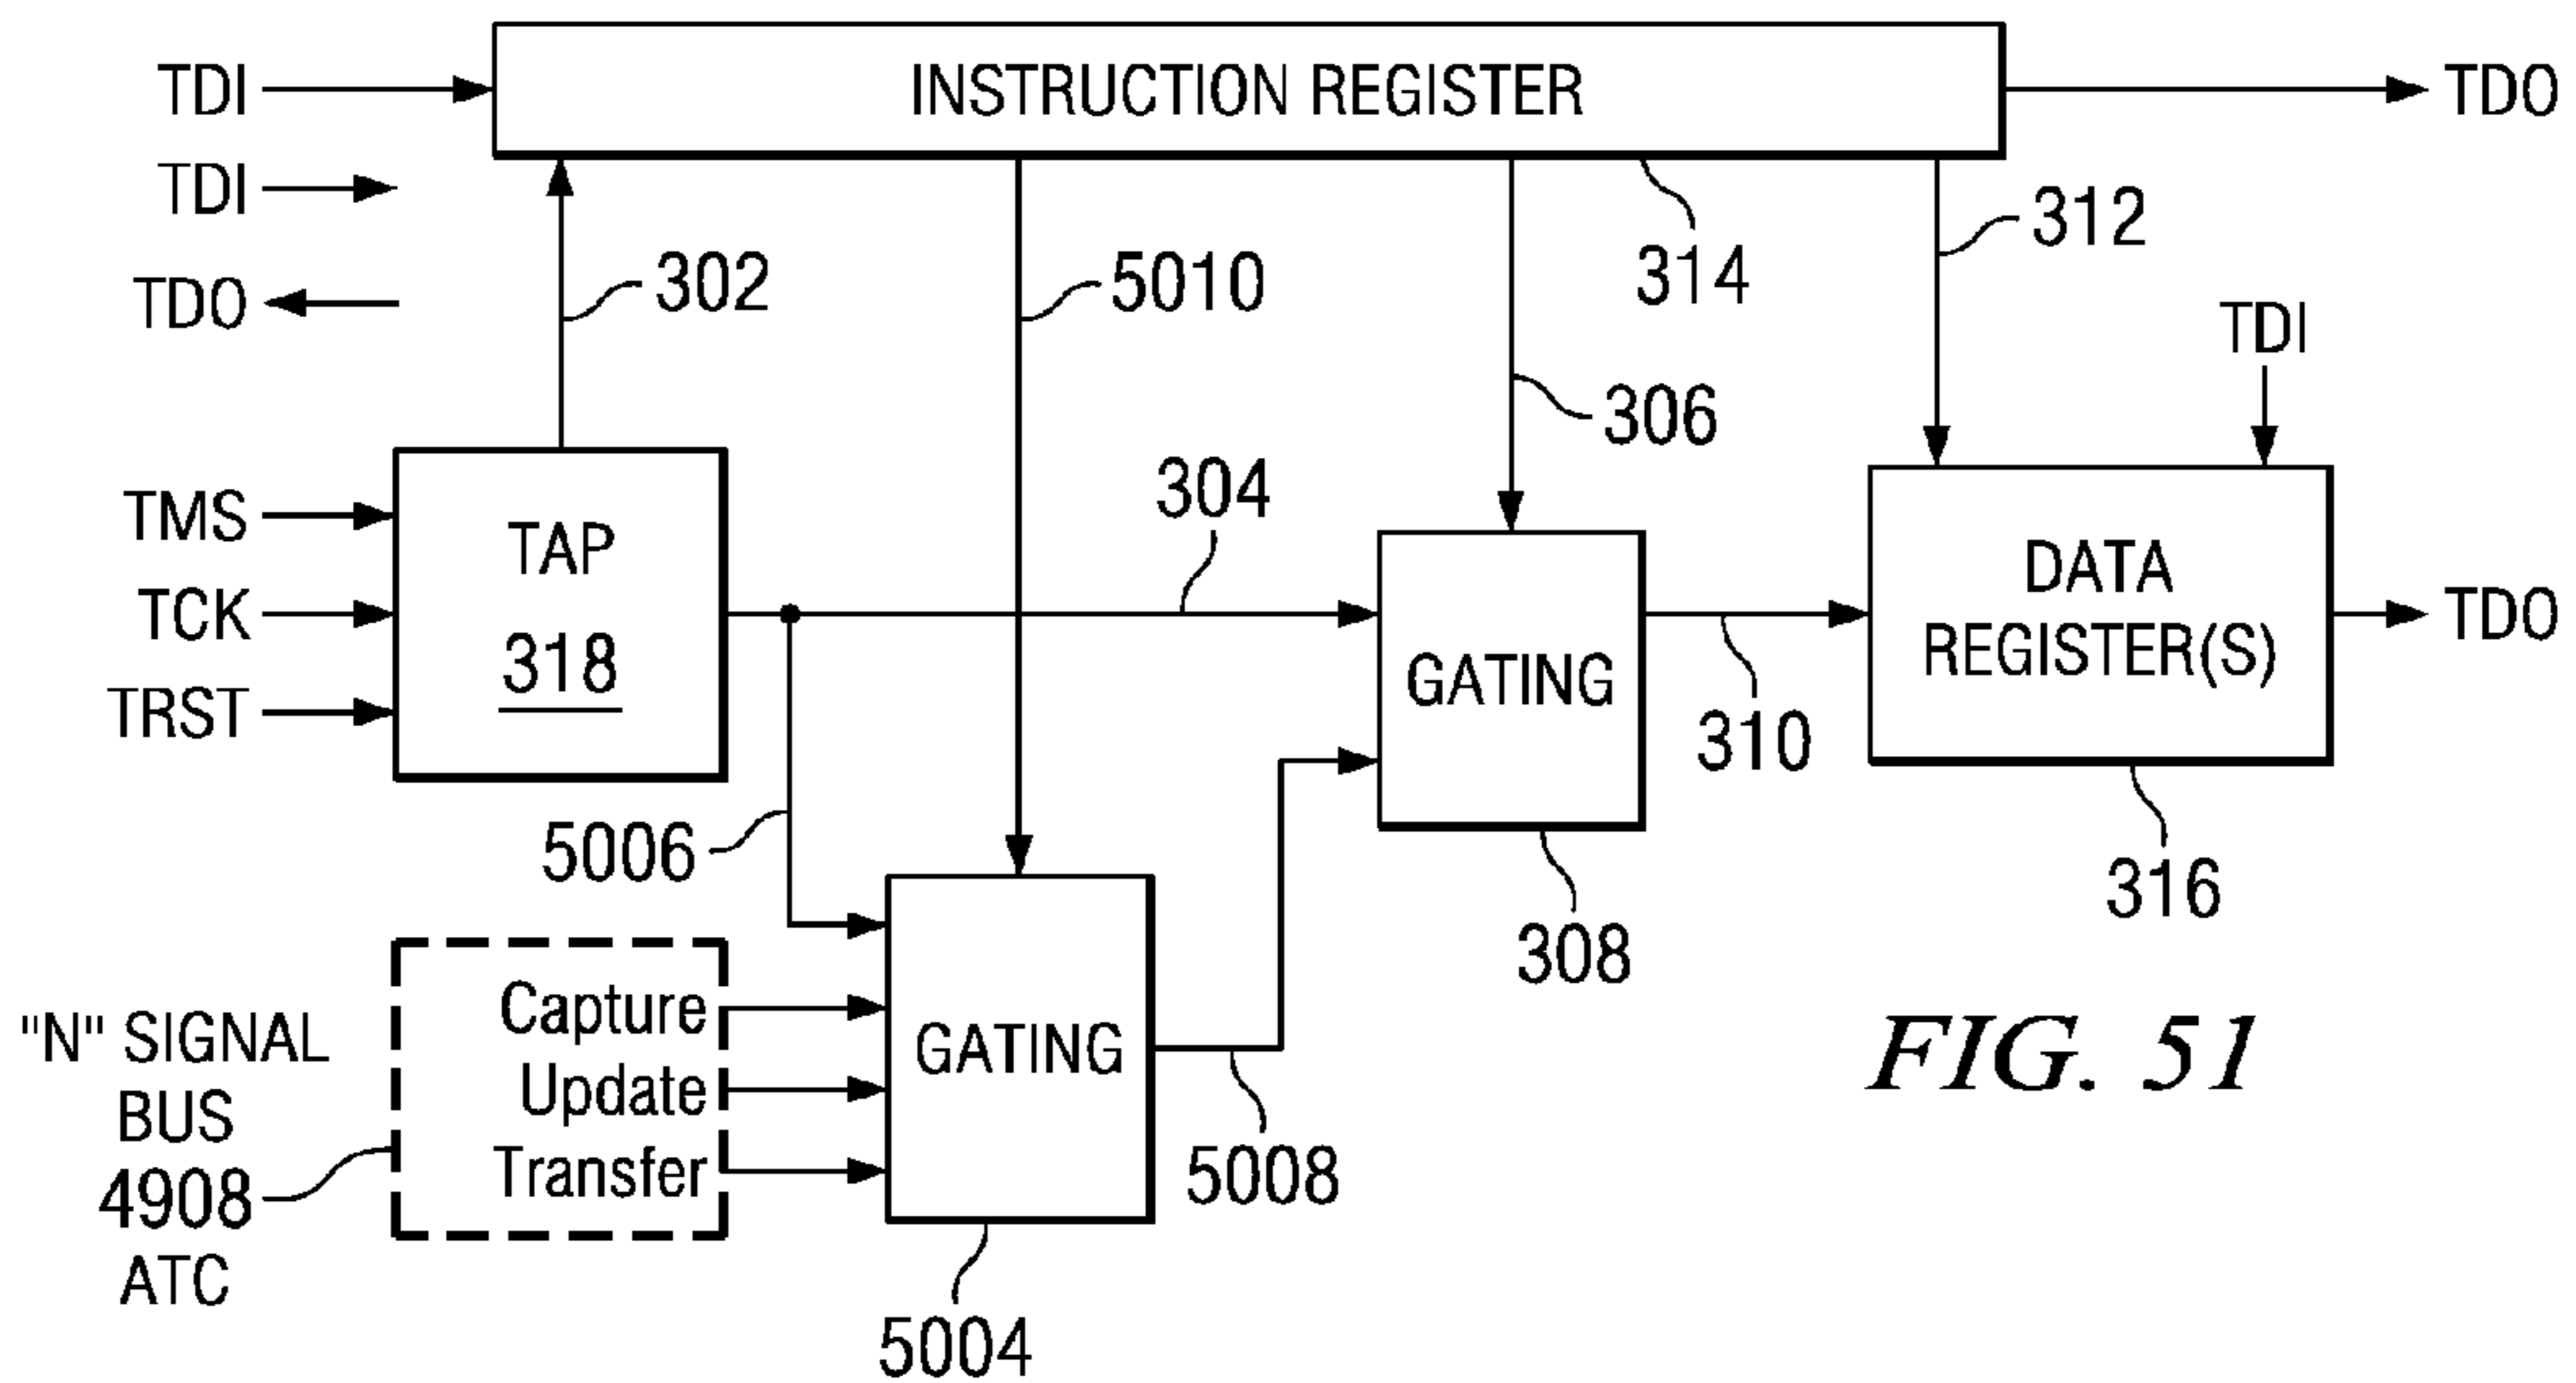 TDI
INSTRUCTION REGISTER
TDO
TDI
312
302
5010
314
TDO
TDI
306
304
TMS
TAP
DATA
TCK
TDO
318
REGISTER(S)
GATING
TRST
310
5006
316
308
Capture
"N" SIGNAL
GATING
FIG. 51
Update
BUS
Transfer
5008
4908
ATC
5004